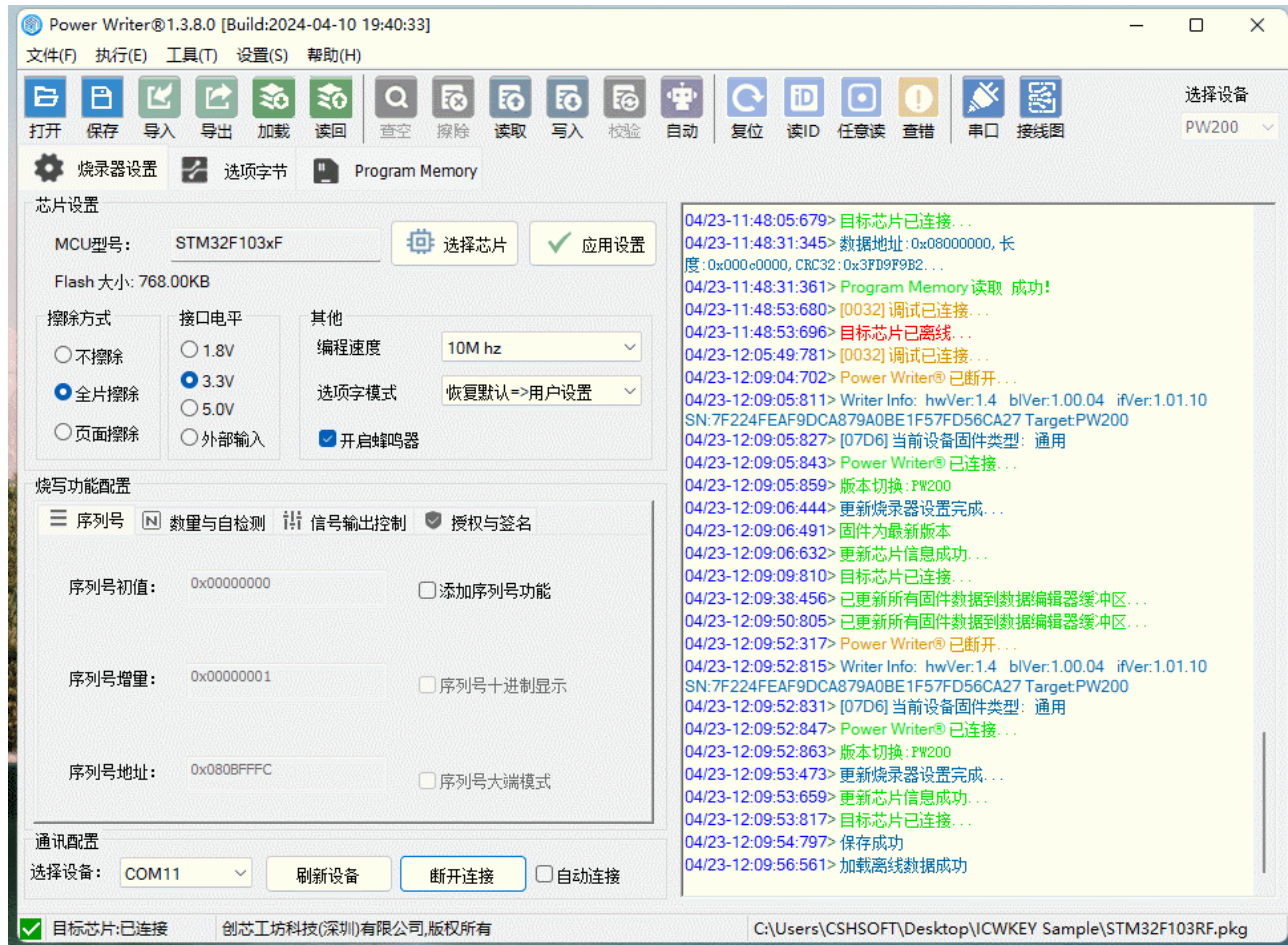 Power Writer®1.3.8.0 [Build:2024-04-10 19:40:33]
文件(F) 执行(E) 工具(T) 设置(S) 帮助(H)
打开 保存 导入 导出 加载 读回 查空 擦除 读取 写入 校验 自动 复位 读ID 任意读 查错 串口 接线图
选择设备
PW200
烧录器设置 选项字节 Program Memory
芯片设置
MCU型号: STM32F103xF 选择芯片 应用设置
Flash 大小: 768.00KB
擦除方式
不擦除
全片擦除
页面擦除
接口电平
1.8V
3.3V
5.0V
外部输入
其他
编程速度 10M hz
选项字模式 恢复默认=>用户设置
开启蜂鸣器
烧写功能配置
序列号 数量与自检测 信号输出控制 授权与签名
序列号初值: 0x00000000 添加序列号功能
序列号增量: 0x00000001 序列号十进制显示
序列号地址: 0x080BFFFC 序列号大端模式
通讯配置
选择设备: COM11 刷新设备 断开连接 自动连接
04/23-11:48:05:679> 目标芯片已连接...
04/23-11:48:31:345> 数据地址:0x08000000,长
度:0x000c0000,CRC32:0x3FD9F9B2...
04/23-11:48:31:361> Program Memory 读取 成功!
04/23-11:48:53:680> [0032] 调试已连接...
04/23-11:48:53:696> 目标芯片已离线...
04/23-12:05:49:781> [0032] 调试已连接...
04/23-12:09:04:702> Power Writer® 已断开...
04/23-12:09:05:811> Writer Info: hwVer:1.4 blVer:1.00.04 ifVer:1.01.10
SN:7F224FEAF9DCA879A0BE1F57FD56CA27 Target:PW200
04/23-12:09:05:827> [07D6] 当前设备固件类型: 通用
04/23-12:09:05:843> Power Writer® 已连接...
04/23-12:09:05:859> 版本切换:PW200
04/23-12:09:06:444> 更新烧录器设置完成...
04/23-12:09:06:491> 固件为最新版本
04/23-12:09:06:632> 更新芯片信息成功...
04/23-12:09:09:810> 目标芯片已连接...
04/23-12:09:38:456> 已更新所有固件数据到数据编辑器缓冲区...
04/23-12:09:50:805> 已更新所有固件数据到数据编辑器缓冲区...
04/23-12:09:52:317> Power Writer® 已断开...
04/23-12:09:52:815> Writer Info: hwVer:1.4 blVer:1.00.04 ifVer:1.01.10
SN:7F224FEAF9DCA879A0BE1F57FD56CA27 Target:PW200
04/23-12:09:52:831> [07D6] 当前设备固件类型: 通用
04/23-12:09:52:847> Power Writer® 已连接...
04/23-12:09:52:863> 版本切换:PW200
04/23-12:09:53:473> 更新烧录器设置完成...
04/23-12:09:53:659> 更新芯片信息成功...
04/23-12:09:53:817> 目标芯片已连接...
04/23-12:09:54:797> 保存成功
04/23-12:09:56:561> 加载离线数据成功
目标芯片:已连接 创芯工坊科技(深圳)有限公司,版权所有 C:\Users\CSHSOFT\Desktop\ICWKEY Sample\STM32F103RF.pkg